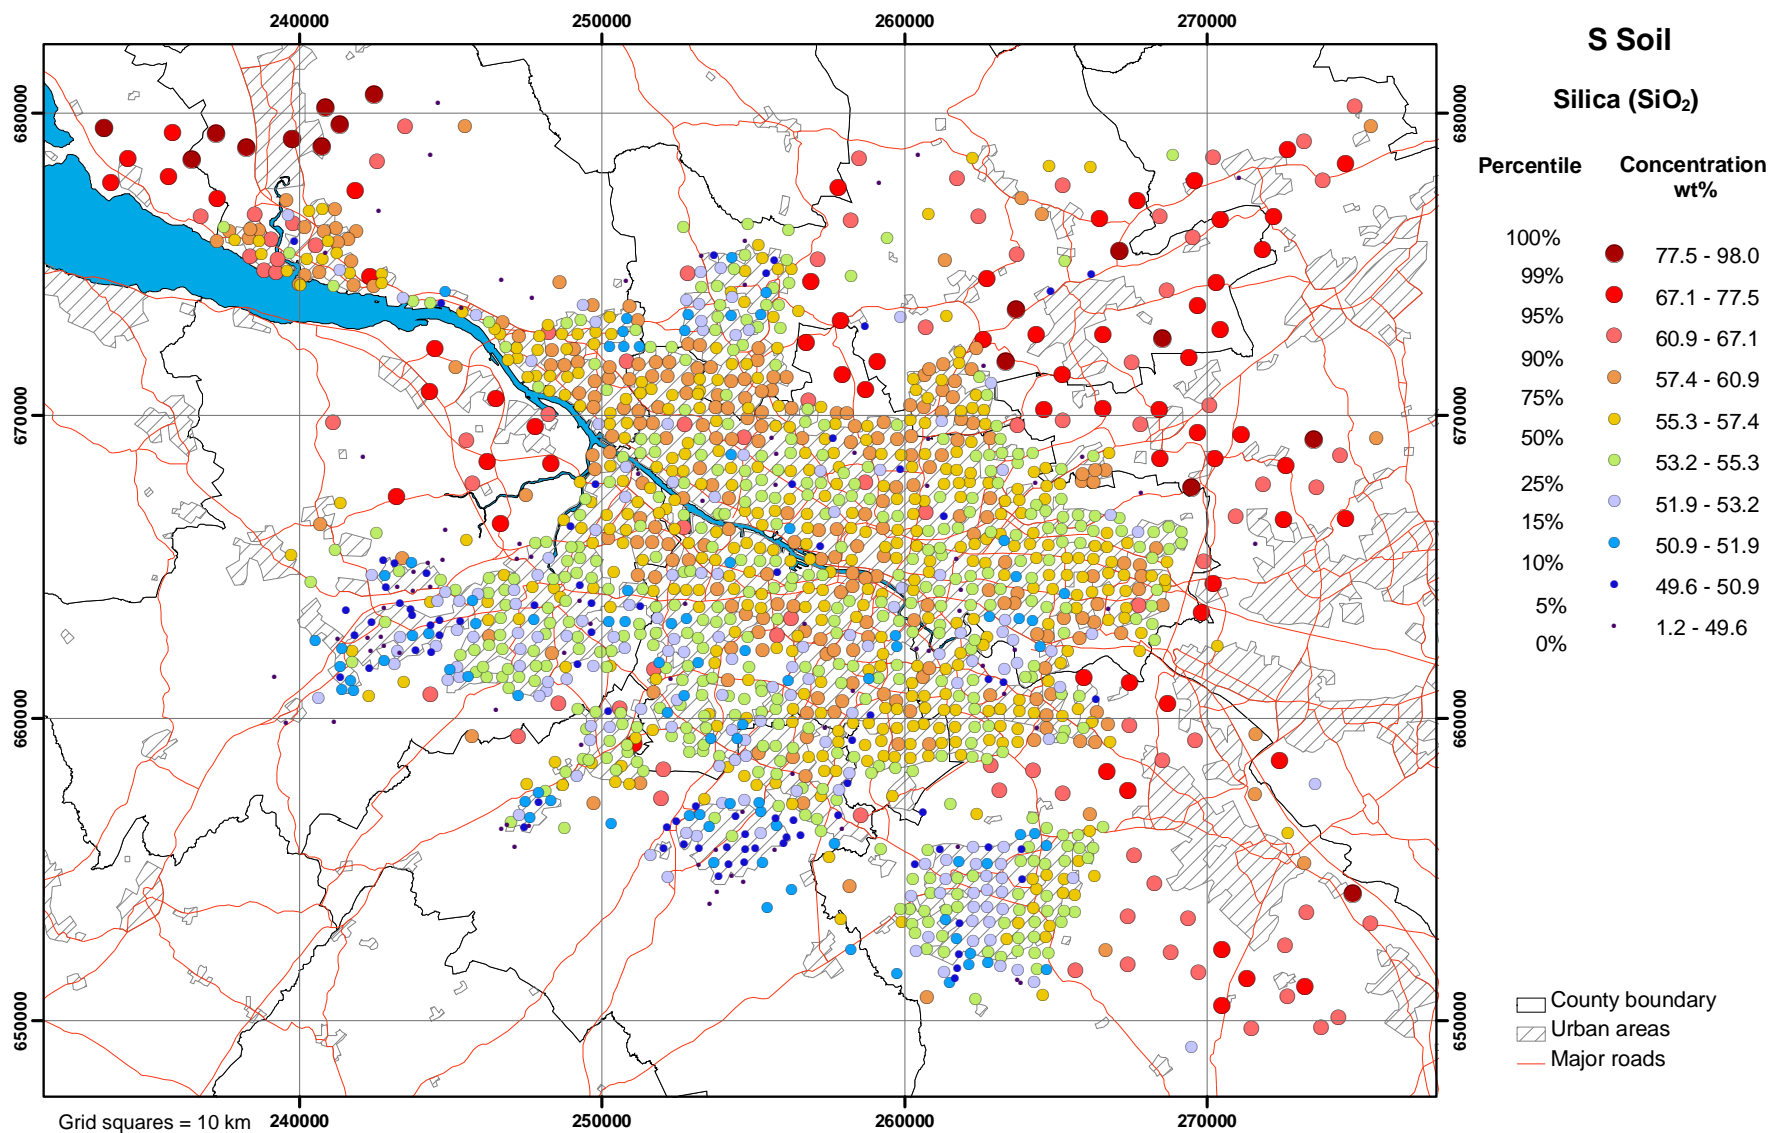 240000 250000 260000 270000
S Soil
Silica (SiO₂)
Percentile Concentration
wt%
100%
77.5 - 98.0
99%
67.1 - 77.5
95%
60.9 - 67.1
90%
57.4 - 60.9
75%
55.3 - 57.4
50%
53.2 - 55.3
25%
51.9 - 53.2
15%
50.9 - 51.9
10%
49.6 - 50.9
5%
1.2 - 49.6
0%
680000 680000
670000 670000
660000 660000
650000 650000
County boundary
Urban areas
Major roads
Grid squares = 10 km 240000 250000 260000 270000